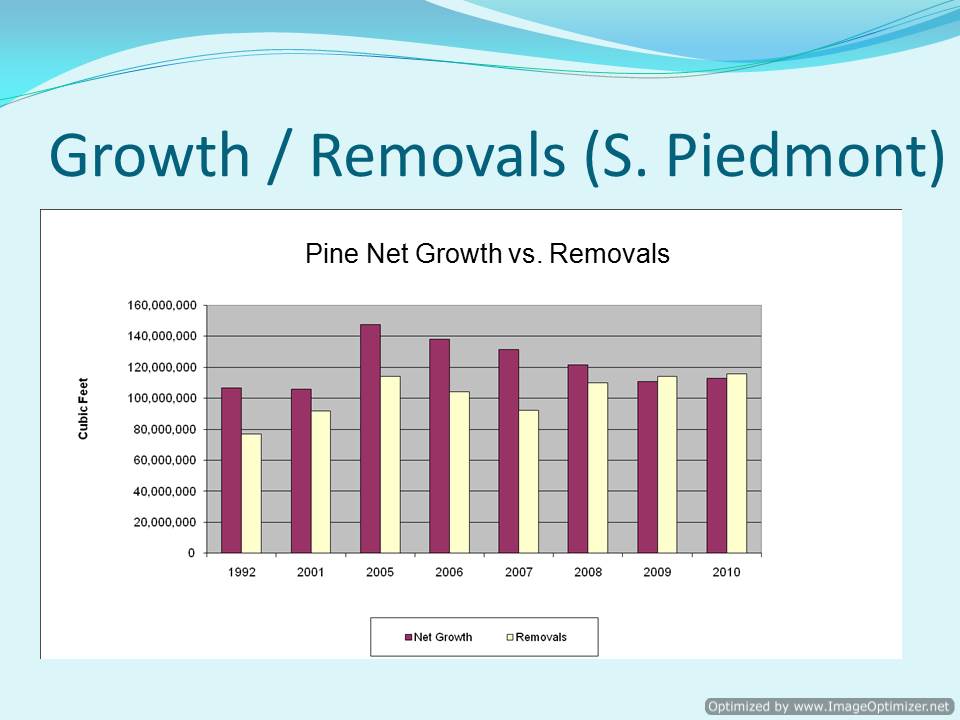 Growth / Removals (S. Piedmont)
Pine Net Growth vs. Removals
160,000,000
140,000,000
120,000,000
100,000,000
80,000,000
60,000,000
40,000,000
20,000,000
0
Cubic Feet
1992 2001 2005 2006 2007 2008 2009 2010
Net Growth Removals
Optimized by www.ImageOptimizer.net